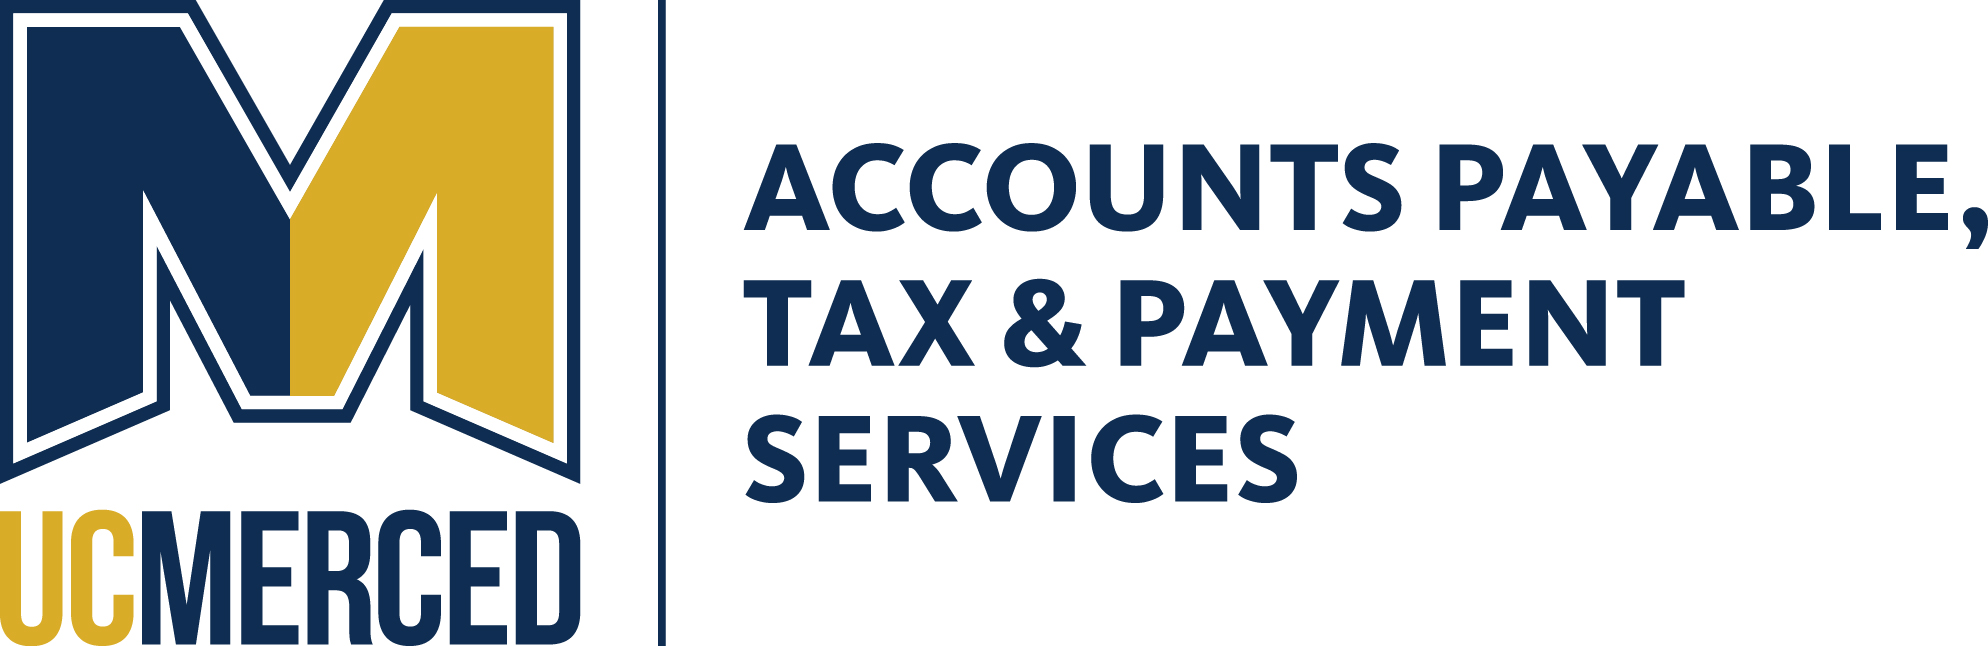 UCMERCED
ACCOUNTS PAYABLE,
TAX & PAYMENT
SERVICES